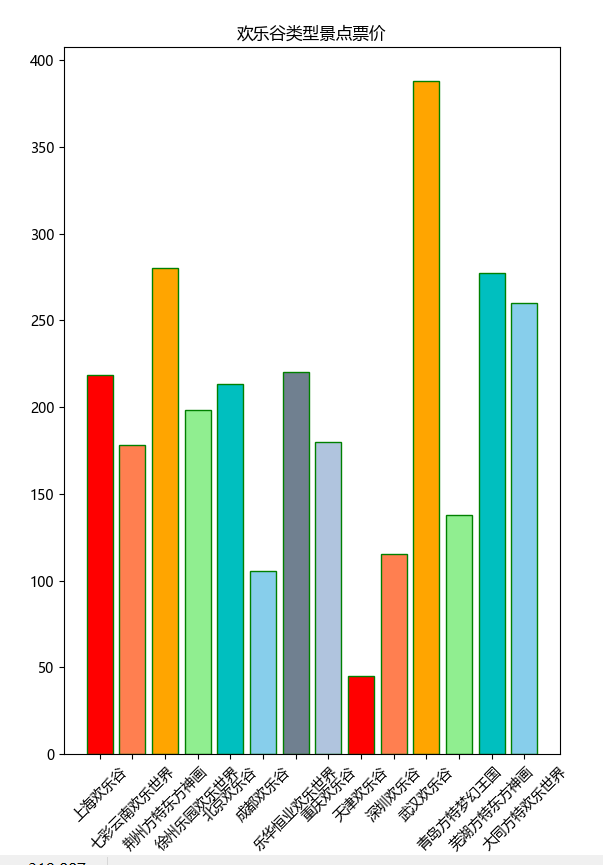 欢乐谷类型景点票价
400
350
300
250
200
150
100
50
0
上海欢乐谷
七彩云南欢乐世界
荆州方特东方神画
徐州乐园欢乐世界
北京欢乐谷
成都欢乐谷
乐华恒业欢乐世界
重庆欢乐谷
天津欢乐谷
深圳欢乐谷
武汉欢乐谷
青岛方特梦幻王国
芜湖方特东方神画
大同方特欢乐世界